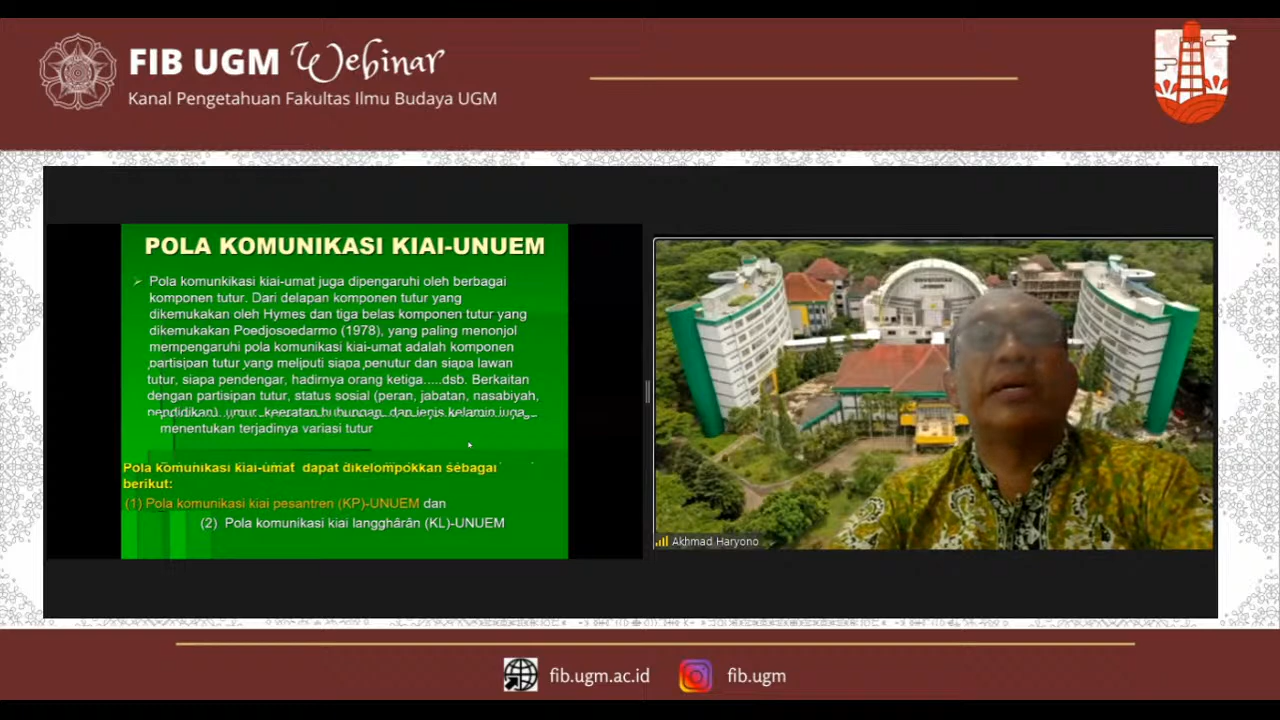 FIB UGM Webinar
Kanal Pengetahuan Fakultas Ilmu Budaya UGM
POLA KOMUNIKASI KIAI-UNUEM
Pola komunkikasi kiai-umat juga dipengaruhi oleh berbagai
komponen tutur. Dari delapan komponen tutur yang
dikemukakan oleh Hymes dan tiga belas komponen tutur yang
dikemukakan Poedjosoedarmo (1978), yang paling menonjol
mempengaruhi pola komunikasi kiai-umat adalah komponen
partisipan tutur yang meliputi siapa penutur dan siapa lawan
tutur, siapa pendengar, hadirnya orang ketiga.....dsb. Berkaitan
dengan partisipan tutur, status sosial (peran, jabatan, nasabiyah,
pendidikan), umur, keeratan hubungan, dan jenis kelamin juga
menentukan terjadinya variasi tutur
Pola komunikasi kiai-umat dapat dikelompokkan sebagai
berikut:
(1) Pola komunikasi kiai pesantren (KP)-UNUEM dan
(2) Pola komunikasi kiai langghârân (KL)-UNUEM
Akhmad Haryono
fib.ugm.ac.id
fib.ugm